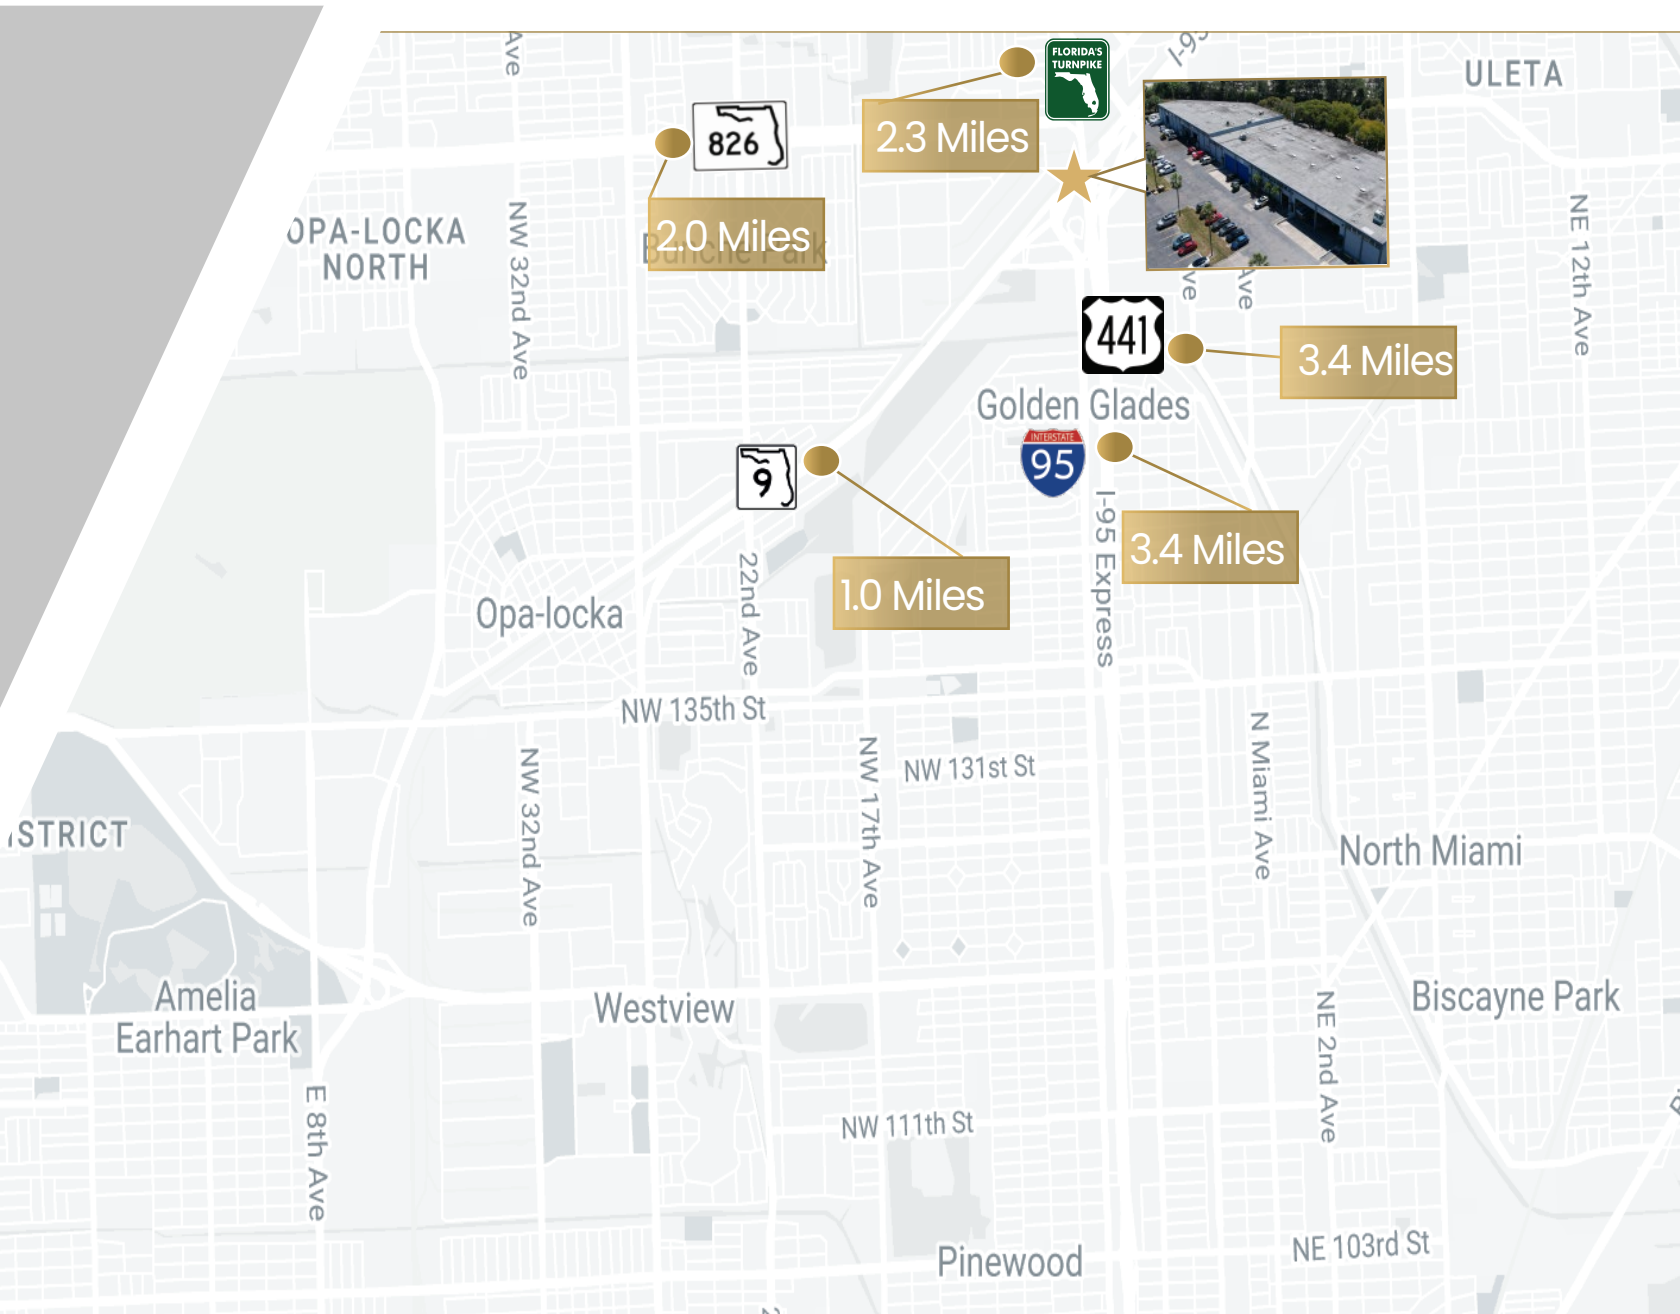 Ave
FLORIDA'S
TURNPIKE
I-95
ULETA
826
2.3 Miles
2.0 Miles
OPA-LOCKA
NORTH
NW 32nd Ave
NE 12th Ave
Ave
441
3.4 Miles
Golden Glades
INTERSTATE
95
9
I-95 Express
3.4 Miles
1.0 Miles
22nd Ave
Opa-locka
NW 135th St
NW 32nd Ave
NW 17th Ave
NW 131st St
N Miami Ave
ISTRICT
North Miami
Amelia
Earhart Park
Westview
Biscayne Park
NE 2nd Ave
E 8th Ave
NW 111th St
Pinewood
NE 103rd St